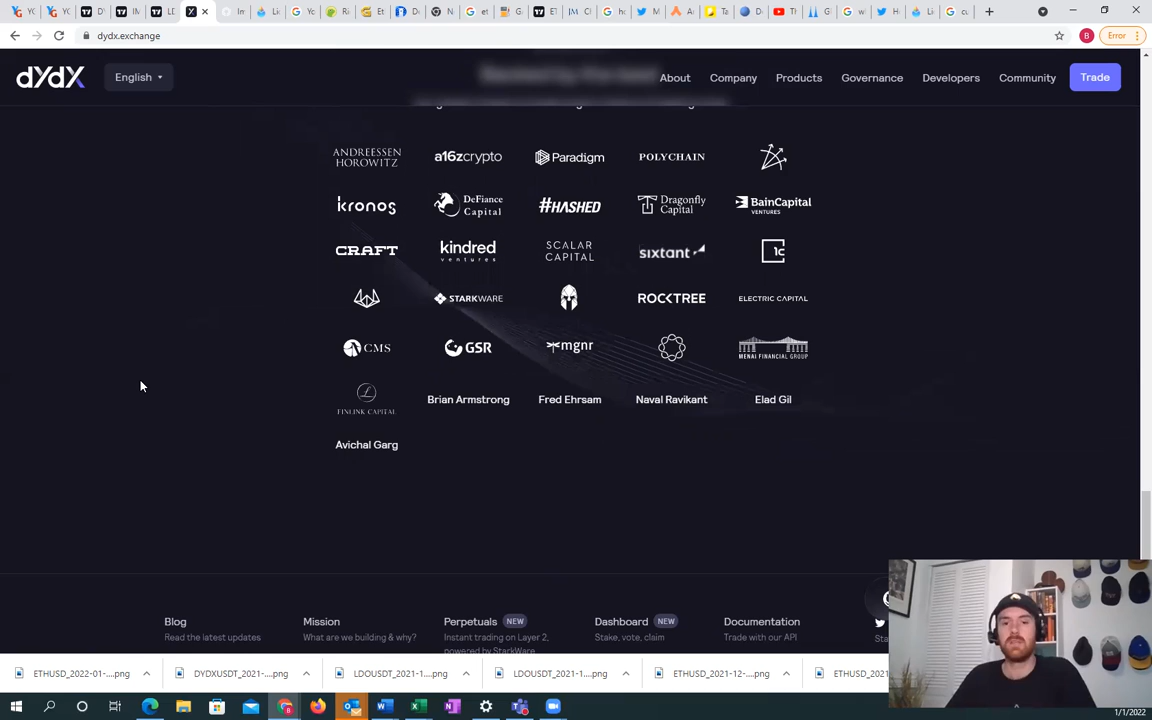 dydx.exchange
B
Error
dYdX
English
About
Company
Products
Governance
Developers
Community
Trade
ANDREESSEN
HOROWITZ
a16zcrypto
Paradigm
POLYCHAIN
kronos
DeFiance
Capital
#HASHED
Dragonfly
Capital
BainCapital
VENTURES
CRAFT
kindred
ventures
SCALAR
CAPITAL
sixtant
1c
STARKWARE
ROCKTREE
ELECTRIC CAPITAL
CMS
GSR
mgnr
MENAI FINANCIAL GROUP
FINLINK CAPITAL
Brian Armstrong
Fred Ehrsam
Naval Ravikant
Elad Gil
Avichal Garg
Blog
Read the latest updates
Mission
What are we building & why?
Perpetuals NEW
Instant trading on Layer 2,
powered by StarkWare
Dashboard NEW
Stake, vote, claim
Documentation
Trade with our API
ETHUSD_2022-01-....png
DYDXUSDT_2021-....png
LDOUSDT_2021-1....png
LDOUSDT_2021-1....png
ETHUSD_2021-12-....png
1/1/2022